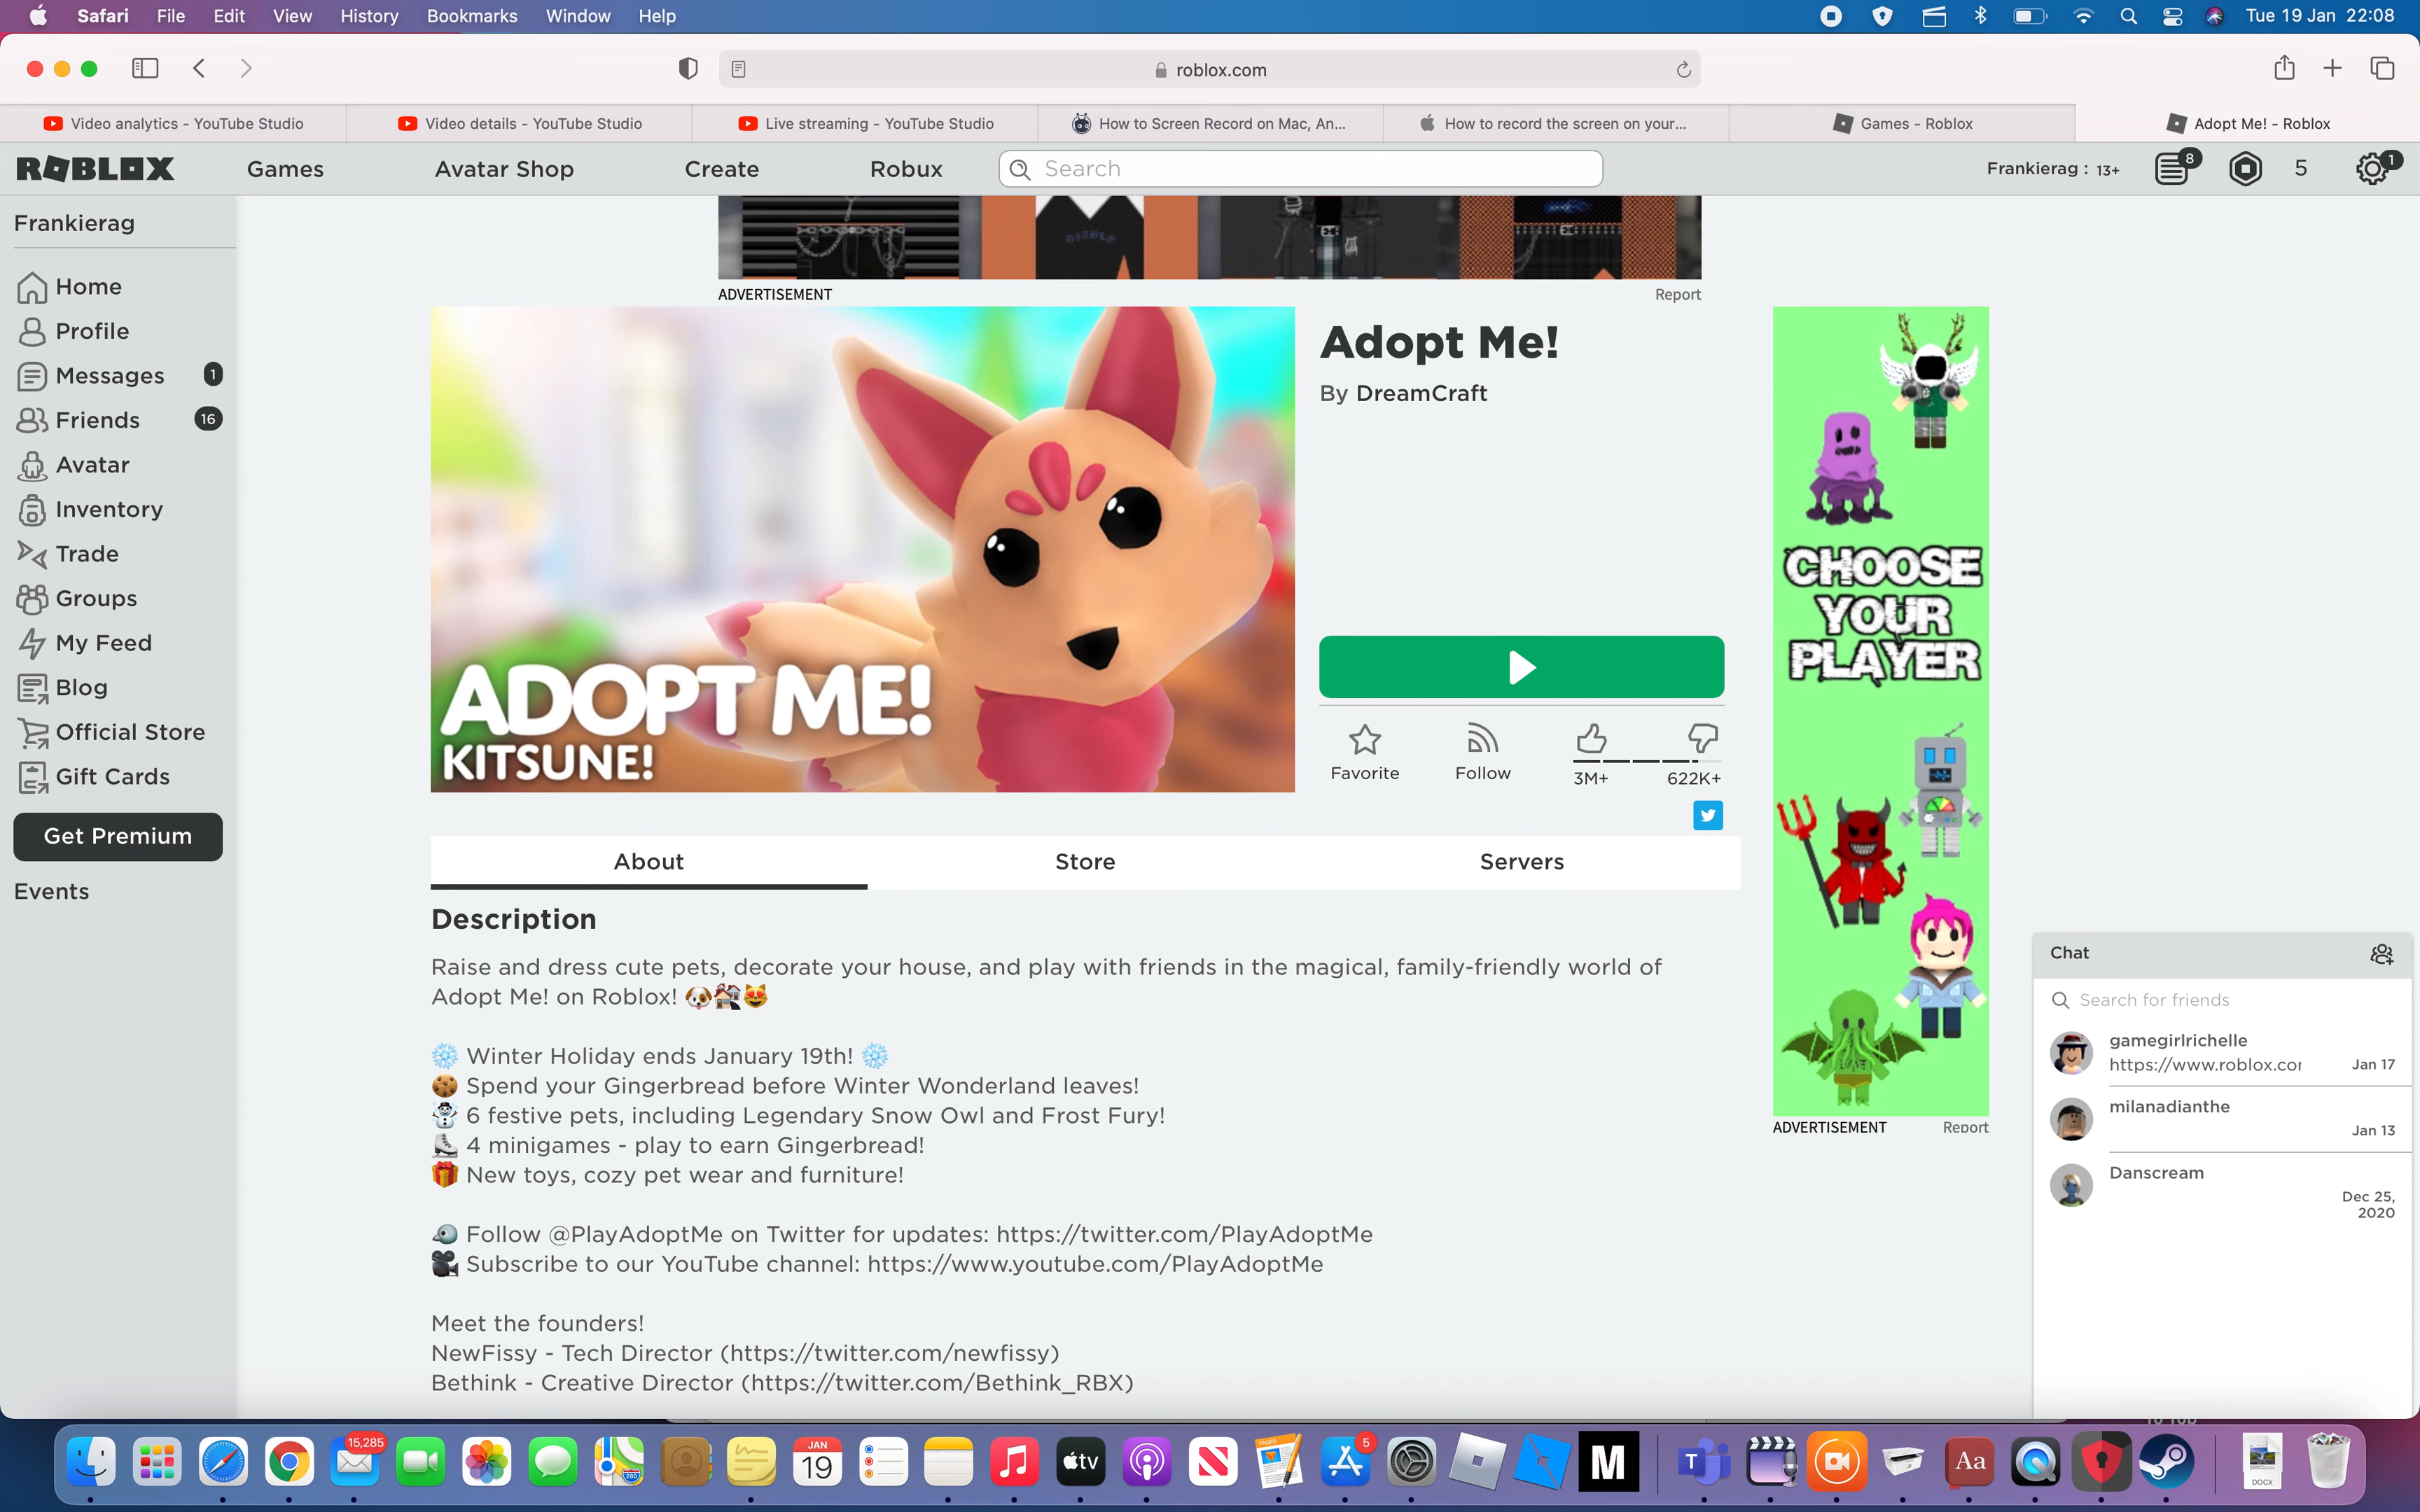 Safari File Edit View History Bookmarks Window Help Tue 19 Jan 22:08
roblox.com
Video analytics - YouTube Studio Video details - YouTube Studio Live streaming - YouTube Studio How to Screen Record on Mac, An... How to record the screen on your... Games - Roblox Adopt Me! - Roblox
ROBLOX Games Avatar Shop Create Robux Search Frankierag : 13+ 8 5 1
Frankierag
Home
Profile
Messages 1
Friends 16
Avatar
Inventory
Trade
Groups
My Feed
Blog
Official Store
Gift Cards
Get Premium
Events
DIABLO
ADVERTISEMENT Report
ADOPT ME!
KITSUNE!
Adopt Me!
By DreamCraft
Favorite Follow 3M+ 622K+
About Store Servers
Description
Raise and dress cute pets, decorate your house, and play with friends in the magical, family-friendly world of
Adopt Me! on Roblox! 🐶🏡😻
❄️ Winter Holiday ends January 19th! ❄️
🍪 Spend your Gingerbread before Winter Wonderland leaves!
☃️ 6 festive pets, including Legendary Snow Owl and Frost Fury!
⛸️ 4 minigames - play to earn Gingerbread!
🎁 New toys, cozy pet wear and furniture!
🐦 Follow @PlayAdoptMe on Twitter for updates: https://twitter.com/PlayAdoptMe
🎥 Subscribe to our YouTube channel: https://www.youtube.com/PlayAdoptMe
Meet the founders!
NewFissy - Tech Director (https://twitter.com/newfissy)
Bethink - Creative Director (https://twitter.com/Bethink_RBX)
CHOOSE
YOUR
PLAYER
ADVERTISEMENT Report
Chat
Search for friends
gamegirlrichelle
https://www.roblox.co Jan 17
milanadianthe
Jan 13
Danscream
Dec 25,
2020
15,285 JAN 19 280 tv PAGES 5 M T Aa DOCX